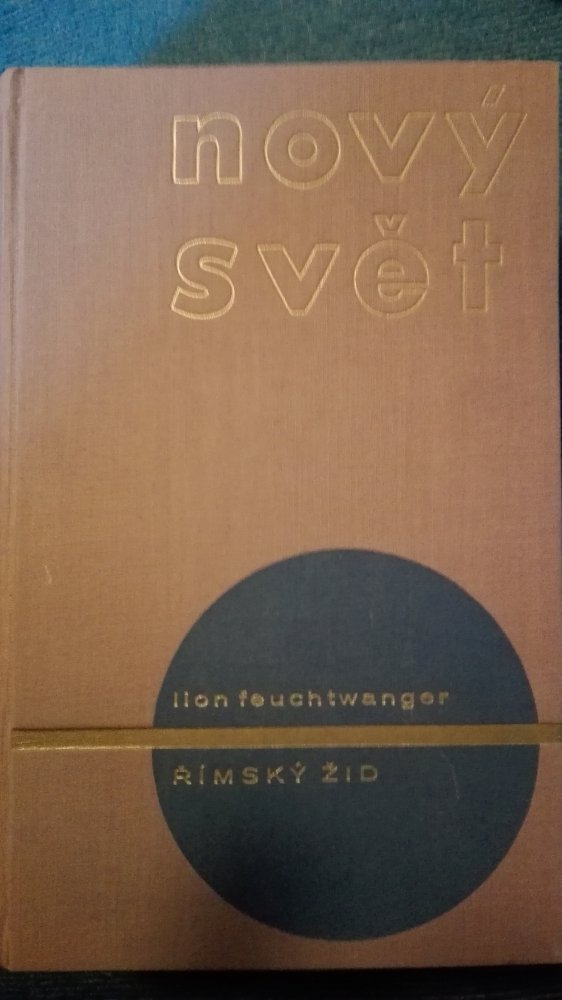 nový
svět
lion feuchtwanger
ŘÍMSKÝ ŽID